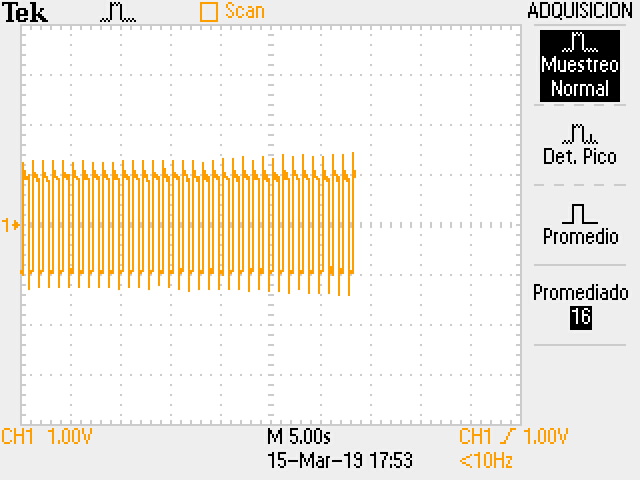 Tek Scan ADQUISICION
Muestreo
Normal
Det. Pico
1
Promedio
Promediado
16
CH1 1.00V M 5.00s CH1 1.00V
15-Mar-19 17:53 <10Hz